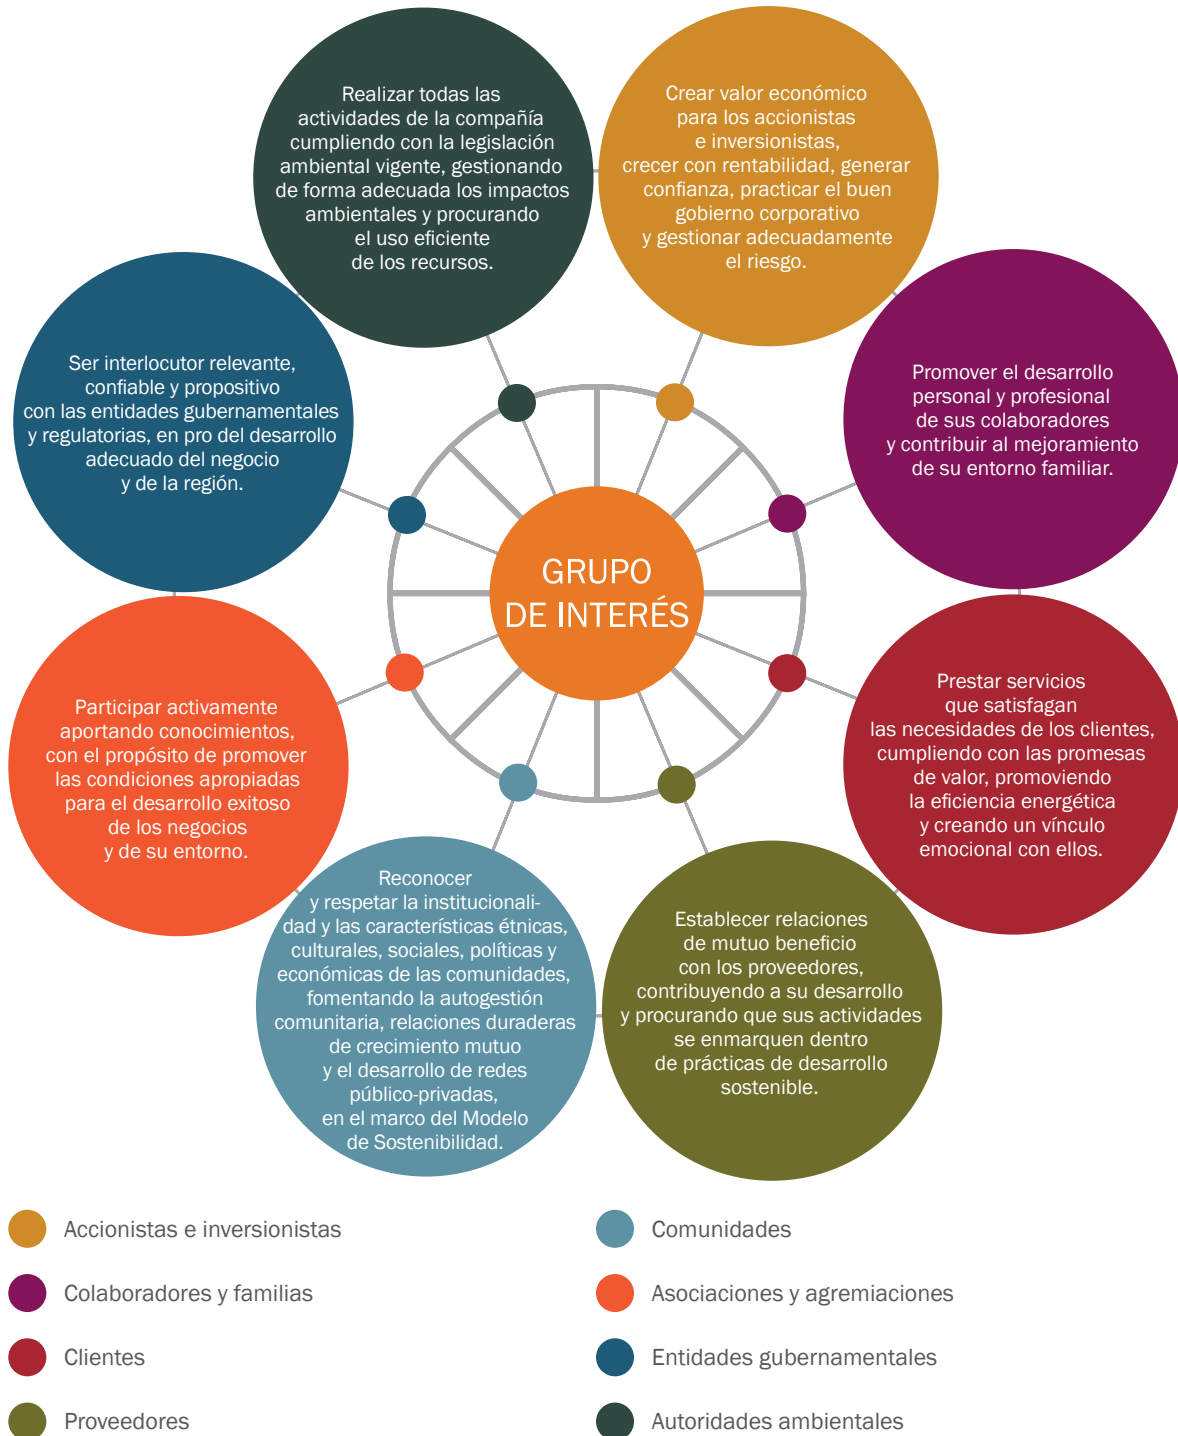 Realizar todas las
actividades de la compañía
cumpliendo con la legislación
ambiental vigente, gestionando
de forma adecuada los impactos
ambientales y procurando
el uso eficiente
de los recursos.
Crear valor económico
para los accionistas
e inversionistas,
crecer con rentabilidad, generar
confianza, practicar el buen
gobierno corporativo
y gestionar adecuadamente
el riesgo.
Ser interlocutor relevante,
confiable y propositivo
con las entidades gubernamentales
y regulatorias, en pro del desarrollo
adecuado del negocio
y de la región.
Promover el desarrollo
personal y profesional
de sus colaboradores
y contribuir al mejoramiento
de su entorno familiar.
GRUPO
DE INTERÉS
Participar activamente
aportando conocimientos,
con el propósito de promover
las condiciones apropiadas
para el desarrollo exitoso
de los negocios
y de su entorno.
Prestar servicios
que satisfagan
las necesidades de los clientes,
cumpliendo con las promesas
de valor, promoviendo
la eficiencia energética
y creando un vínculo
emocional con ellos.
Reconocer
y respetar la institucionali-
dad y las características étnicas,
culturales, sociales, políticas y
económicas de las comunidades,
fomentando la autogestión
comunitaria, relaciones duraderas
de crecimiento mutuo
y el desarrollo de redes
público-privadas,
en el marco del Modelo
de Sostenibilidad.
Establecer relaciones
de mutuo beneficio
con los proveedores,
contribuyendo a su desarrollo
y procurando que sus actividades
se enmarquen dentro
de prácticas de desarrollo
sostenible.
Accionistas e inversionistas
Colaboradores y familias
Clientes
Proveedores
Comunidades
Asociaciones y agremiaciones
Entidades gubernamentales
Autoridades ambientales